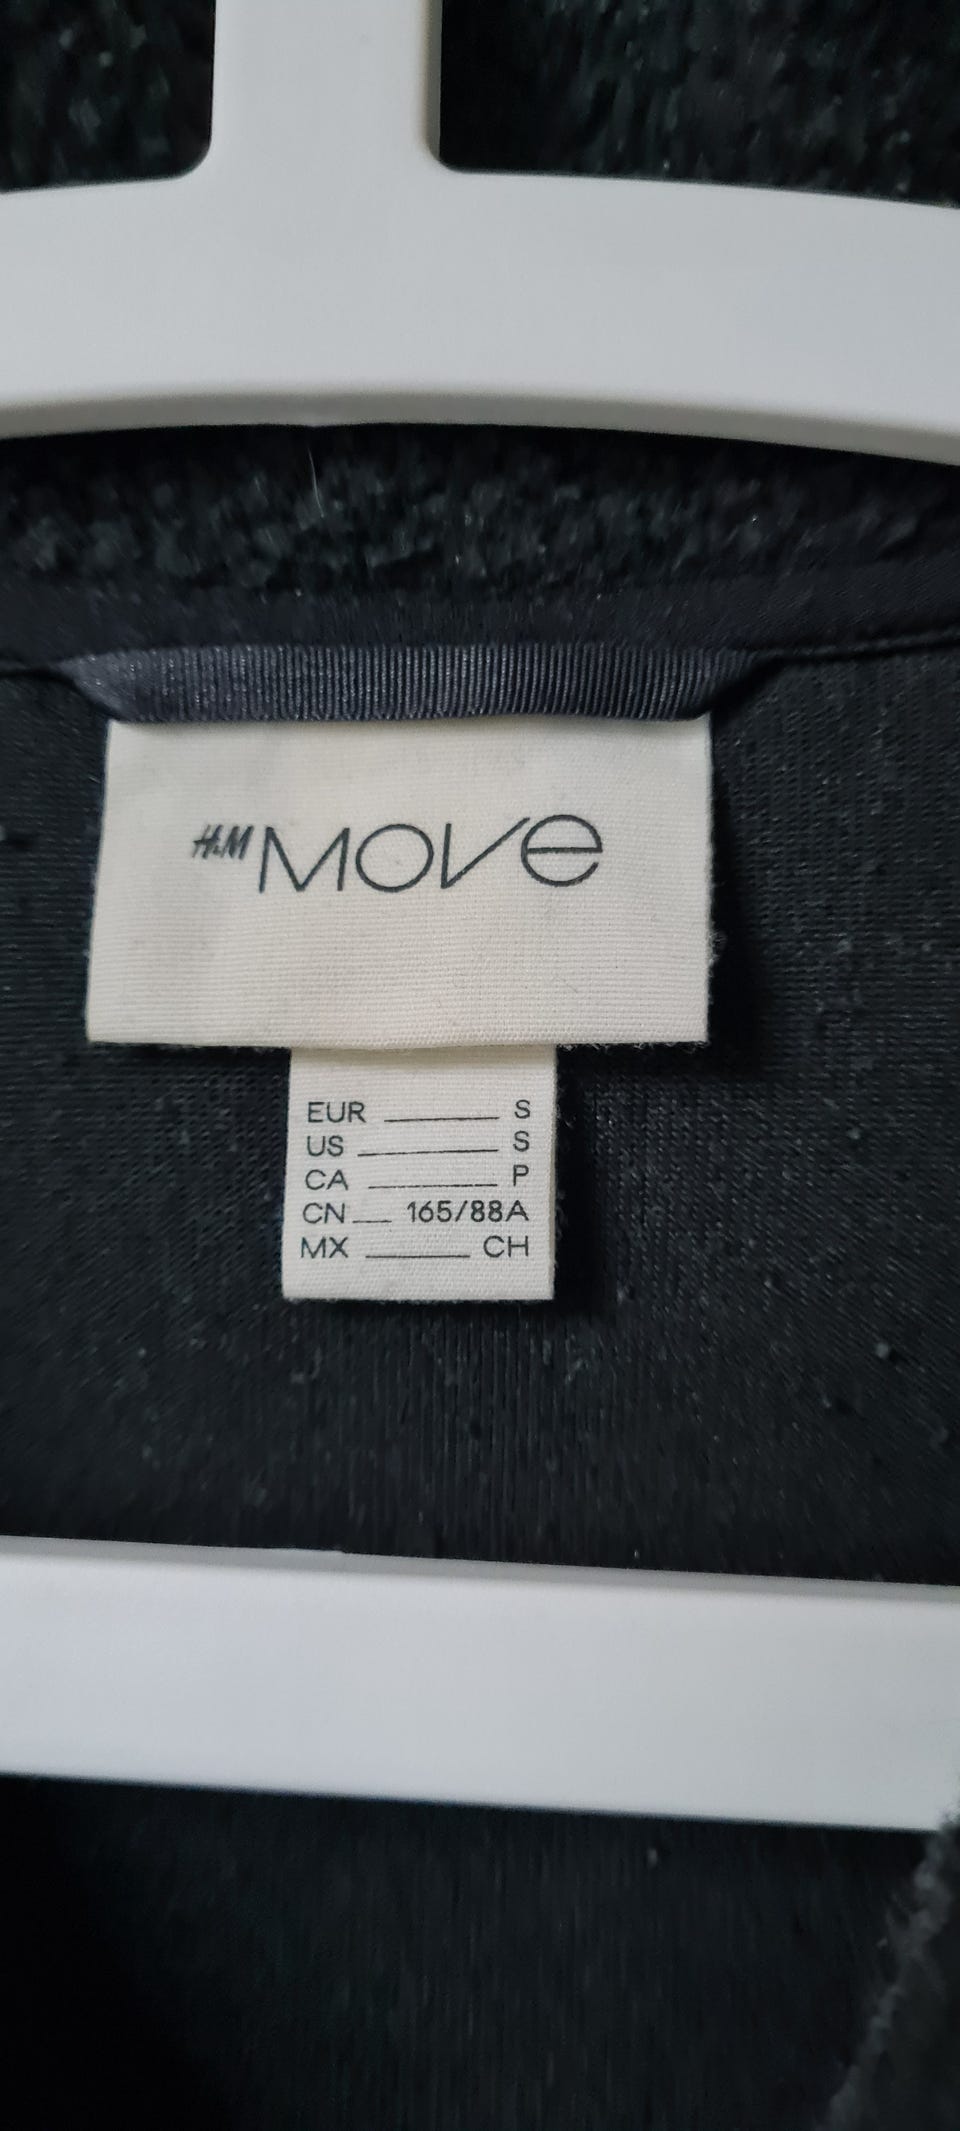 H&M MOVE
EUR S
US S
CA P
CN 165/88A
MX CH